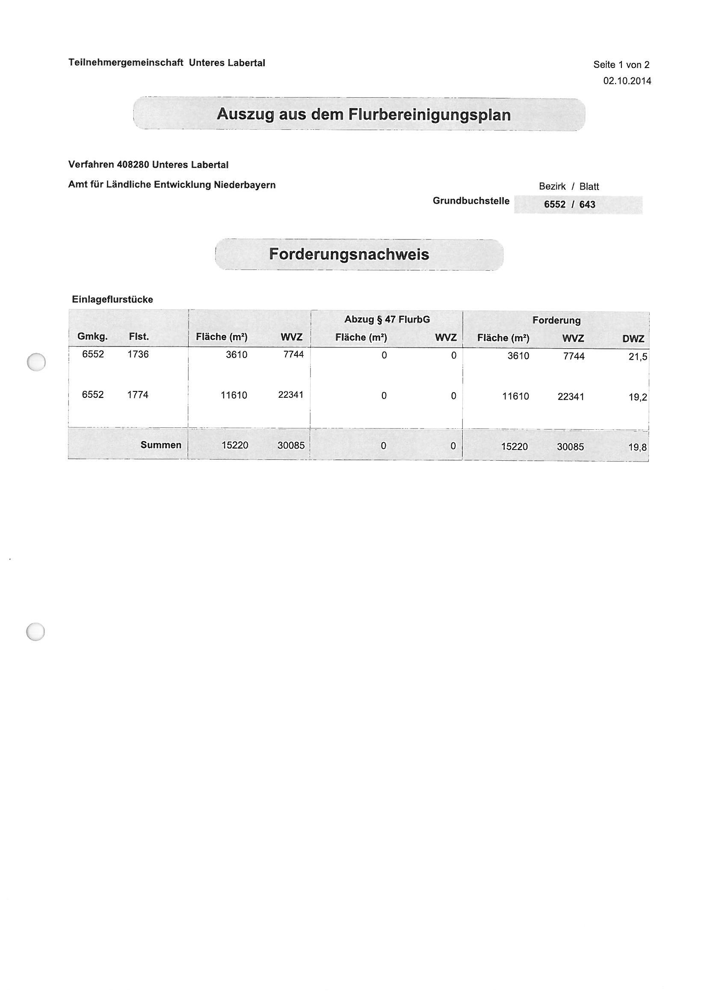 Teilnehmergemeinschaft Unteres Labertal
Seite 1 von 2
02.10.2014
Auszug aus dem Flurbereinigungsplan
Verfahren 408280 Unteres Labertal
Amt für Ländliche Entwicklung Niederbayern
Bezirk / Blatt
Grundbuchstelle 6552 / 643
Forderungsnachweis
Einlageflurstücke
Abzug § 47 FlurbG Forderung
Gmkg. Flst. Fläche (m²) WVZ Fläche (m²) WVZ Fläche (m²) WVZ DWZ
6552 1736 3610 7744 0 0 3610 7744 21,5
6552 1774 11610 22341 0 0 11610 22341 19,2
Summen 15220 30085 0 0 15220 30085 19,8